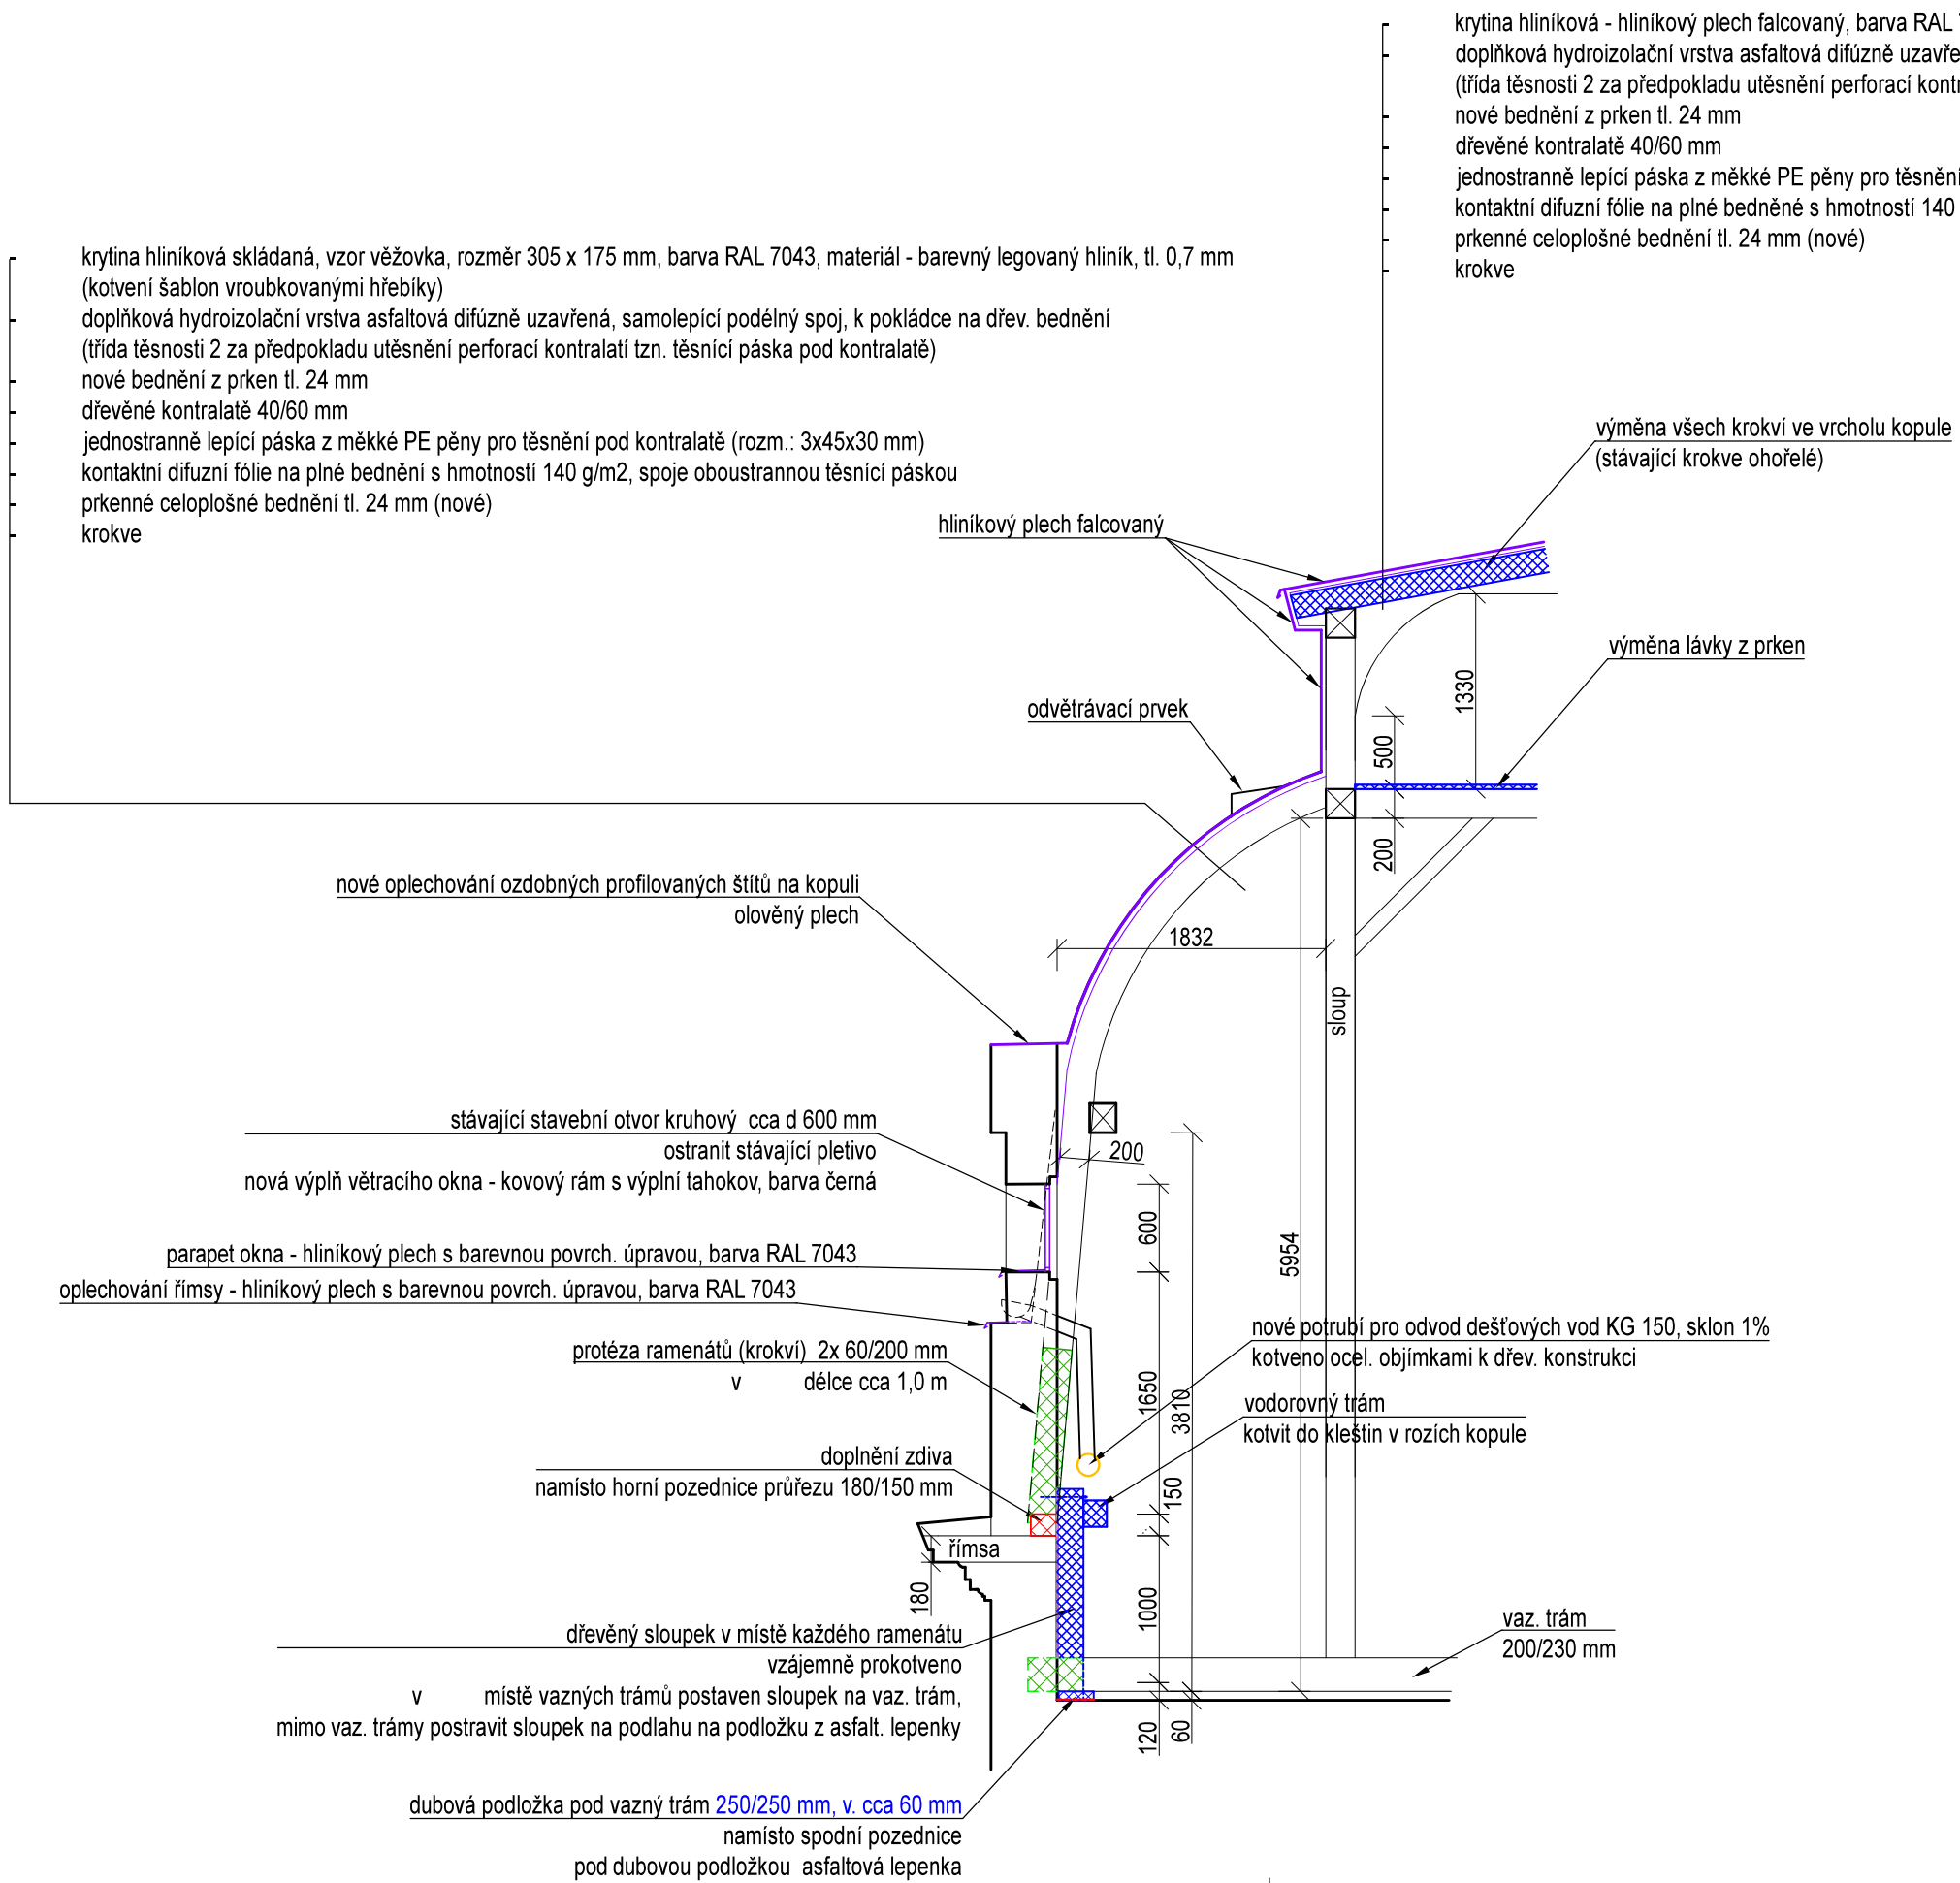 krytina hliníková - hliníkový plech falcovaný, barva RAL
doplňková hydroizolační vrstva asfaltová difúzně uzavře
(třída těsnosti 2 za předpokladu utěsnění perforací kontr
nové bednění z prken tl. 24 mm
dřevěné kontralatě 40/60 mm
jednostranně lepící páska z měkké PE pěny pro těsnění
kontaktní difuzní fólie na plné bedněné s hmotností 140
prkenné celoplošné bednění tl. 24 mm (nové)
krokve
krytina hliníková skládaná, vzor věžovka, rozměr 305 x 175 mm, barva RAL 7043, materiál - barevný legovaný hliník, tl. 0,7 mm
(kotvení šablon vroubkovanými hřebíky)
doplňková hydroizolační vrstva asfaltová difúzně uzavřená, samolepící podélný spoj, k pokládce na dřev. bednění
(třída těsnosti 2 za předpokladu utěsnění perforací kontralatí tzn. těsnící páska pod kontralatě)
nové bednění z prken tl. 24 mm
dřevěné kontralatě 40/60 mm
jednostranně lepící páska z měkké PE pěny pro těsnění pod kontralatě (rozm.: 3x45x30 mm)
kontaktní difuzní fólie na plné bednění s hmotností 140 g/m2, spoje oboustrannou těsnící páskou
prkenné celoplošné bednění tl. 24 mm (nové)
krokve
výměna všech krokví ve vrcholu kopule
(stávající krokve ohořelé)
hliníkový plech falcovaný
výměna lávky z prken
odvětrávací prvek
1330
500
200
nové oplechování ozdobných profilovaných štítů na kopuli
olověný plech
1832
sloup
stávající stavební otvor kruhový cca d 600 mm
ostranit stávající pletivo
nová výplň větracího okna - kovový rám s výplní tahokov, barva černá
200
600
5954
parapet okna - hliníkový plech s barevnou povrch. úpravou, barva RAL 7043
oplechování římsy - hliníkový plech s barevnou povrch. úpravou, barva RAL 7043
nové potrubí pro odvod dešťových vod KG 150, sklon 1%
kotveno ocel. objímkami k dřev. konstrukci
protéza ramenátů (krokví) 2x 60/200 mm
v délce cca 1,0 m
1650
3810
vodorovný trám
kotvit do kleštin v rozích kopule
doplnění zdiva
namísto horní pozednice průřezu 180/150 mm
150
římsa
180
1000
dřevěný sloupek v místě každého ramenátu
vzájemně prokotveno
v místě vazných trámů postaven sloupek na vaz. trám,
mimo vaz. trámy postravit sloupek na podlahu na podložku z asfalt. lepenky
vaz. trám
200/230 mm
120
60
dubová podložka pod vazný trám 250/250 mm, v. cca 60 mm
namísto spodní pozednice
pod dubovou podložkou asfaltová lepenka